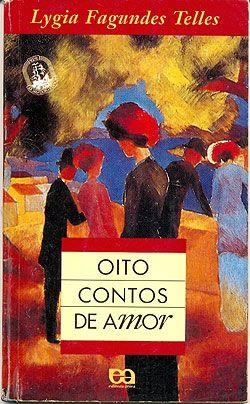 Lygia Fagundes Telles
OITO
CONTOS
DE AMOR
editora ática